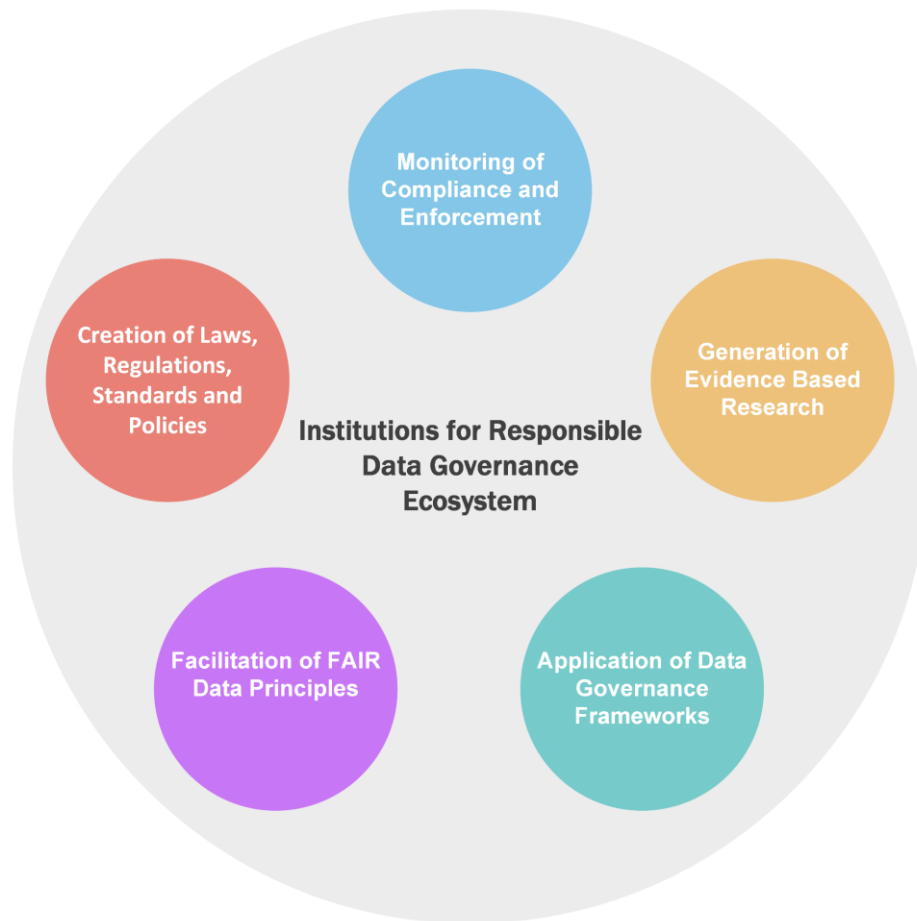 Monitoring of
Compliance and
Enforcement
Creation of Laws,
Regulations,
Standards and
Policies
Generation of
Evidence Based
Research
Institutions for Responsible
Data Governance
Ecosystem
Facilitation of FAIR
Data Principles
Application of Data
Governance
Frameworks